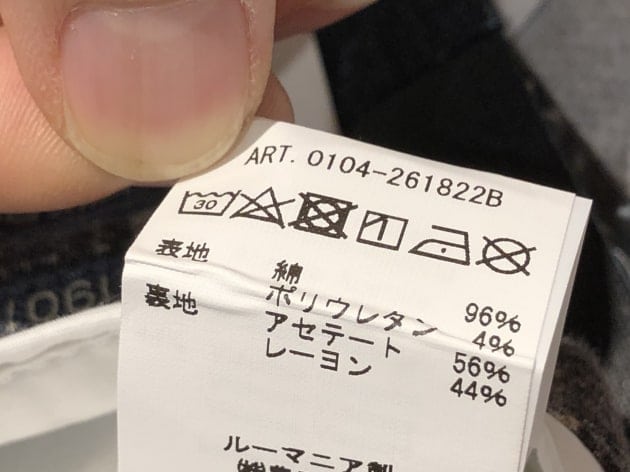 ART. 0104-261822B
30
表地 綿 96%
ポリウレタン 4%
裏地 アセテート 56%
レーヨン 44%
ルーマニア製